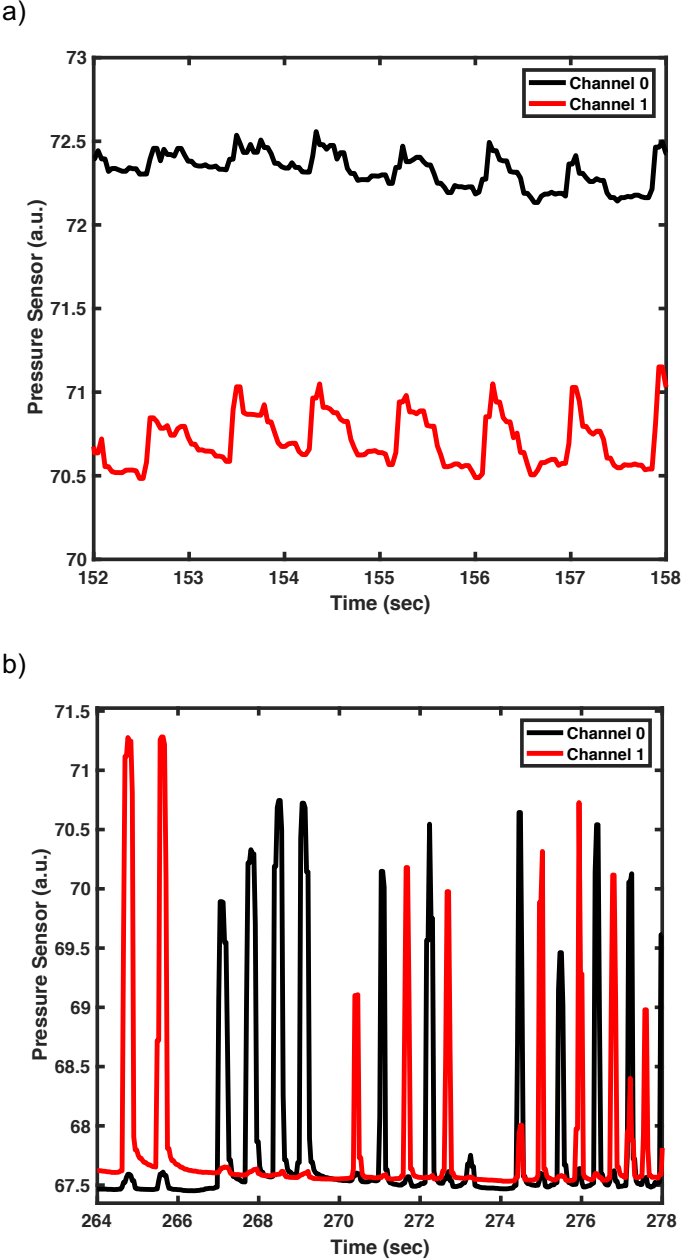 a)
73
72.5
72
71.5
71
70.5
70
Pressure Sensor (a.u.)
Channel 0
Channel 1
152 153 154 155 156 157 158
Time (sec)
b)
71.5
71
70.5
70
69.5
69
68.5
68
67.5
Pressure Sensor (a.u.)
Channel 0
Channel 1
264 266 268 270 272 274 276 278
Time (sec)